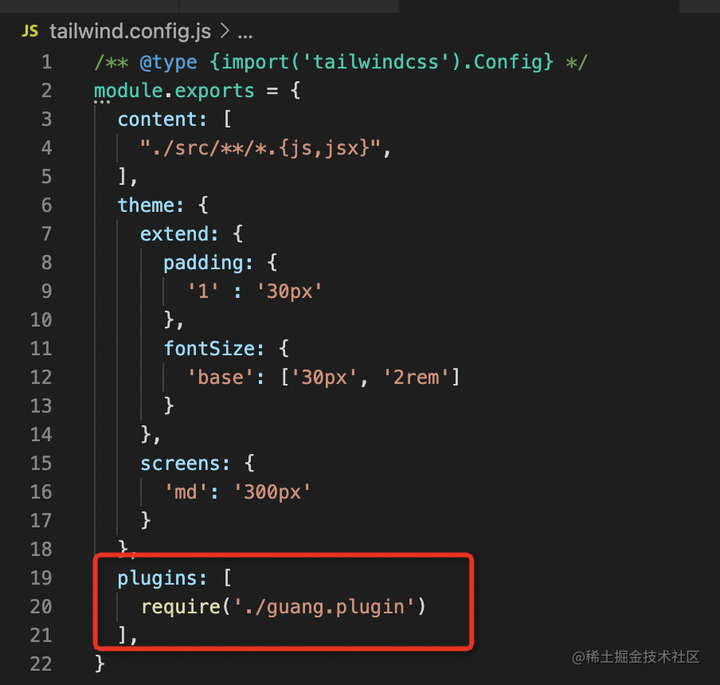 JS tailwind.config.js > ...
1 /** @type {import('tailwindcss').Config} */
2 module.exports = {
3   content: [
4     "./src/**/*.{js,jsx}",
5   ],
6   theme: {
7     extend: {
8       padding: {
9         '1' : '30px'
10       },
11       fontSize: {
12         'base': ['30px', '2rem']
13       }
14     },
15     screens: {
16       'md': '300px'
17     }
18   },
19   plugins: [
20     require('./guang.plugin')
21   ],
22 }
@稀土掘金技术社区